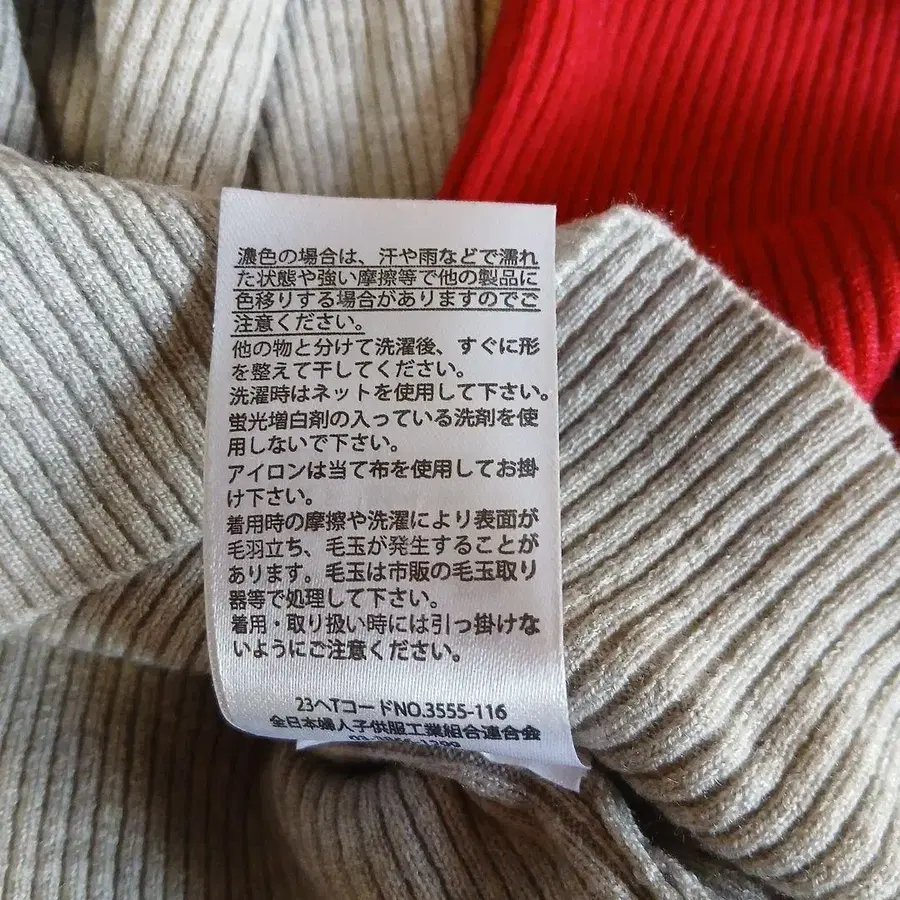 濃色の場合は、汗や雨などで濡れ
た状態や強い摩擦等で他の製品に
色移りする場合がありますのでご
注意ください。
他の物と分けて洗濯後、すぐに形
を整えて干してください。
洗濯時はネットを使用して下さい。
蛍光増白剤の入っている洗剤を使
用しないで下さい。
アイロンは当て布を使用してお掛
け下さい。
着用時の摩擦や洗濯により表面が
毛羽立ち、毛玉が発生することが
あります。毛玉は市販の毛玉取り
器等で処理して下さい。
着用・取り扱い時には引っ掛けな
いようにご注意ください。
23ヘTコードNO.3555-116
全日本婦人子供服工業組合連合会